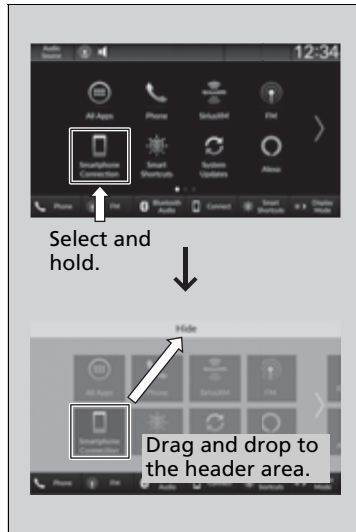 Audio
Source
12:34
All Apps
Phone
SiriusXM
FM
Smartphone
Connection
Smart
Shortcuts
System
Updates
Alexa
Phone
FM
Bluetooth
Audio
Connect
Smart
Shortcuts
Display
Mode
Select and
hold.
Hide
All Apps
Phone
SiriusXM
FM
Smartphone
Connection
Drag and drop to
the header area.
Phone
FM
Audio
Connect
Shortcuts
Mode